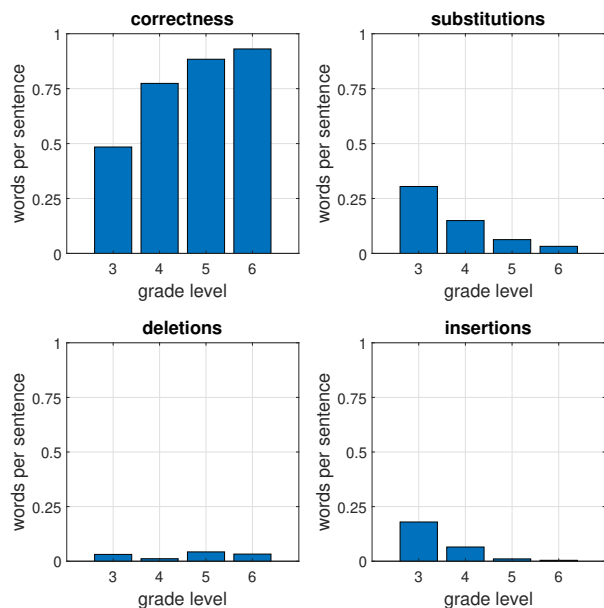 correctness
1
0.75
0.5
0.25
0
words per sentence
3 4 5 6
grade level
substitutions
1
0.75
0.5
0.25
0
words per sentence
3 4 5 6
grade level
deletions
1
0.75
0.5
0.25
0
words per sentence
3 4 5 6
grade level
insertions
1
0.75
0.5
0.25
0
words per sentence
3 4 5 6
grade level